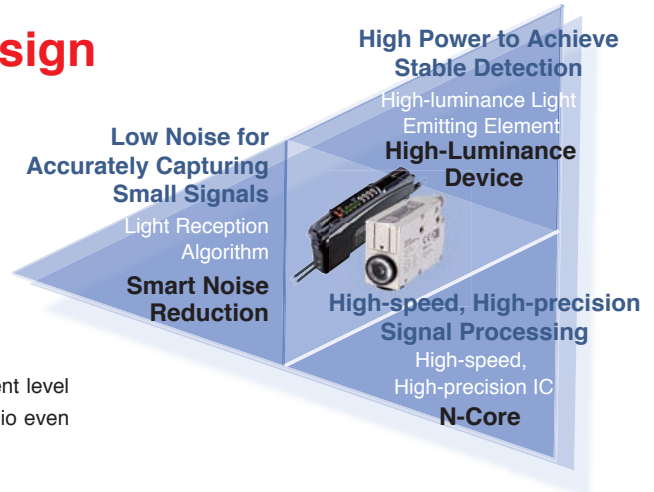 sign
High Power to Achieve
Stable Detection
High-luminance Light
Emitting Element
High-Luminance
Device
Low Noise for
Accurately Capturing
Small Signals
Light Reception
Algorithm
Smart Noise
Reduction
High-speed, High-precision
Signal Processing
High-speed,
High-precision IC
N-Core
ent level
io even